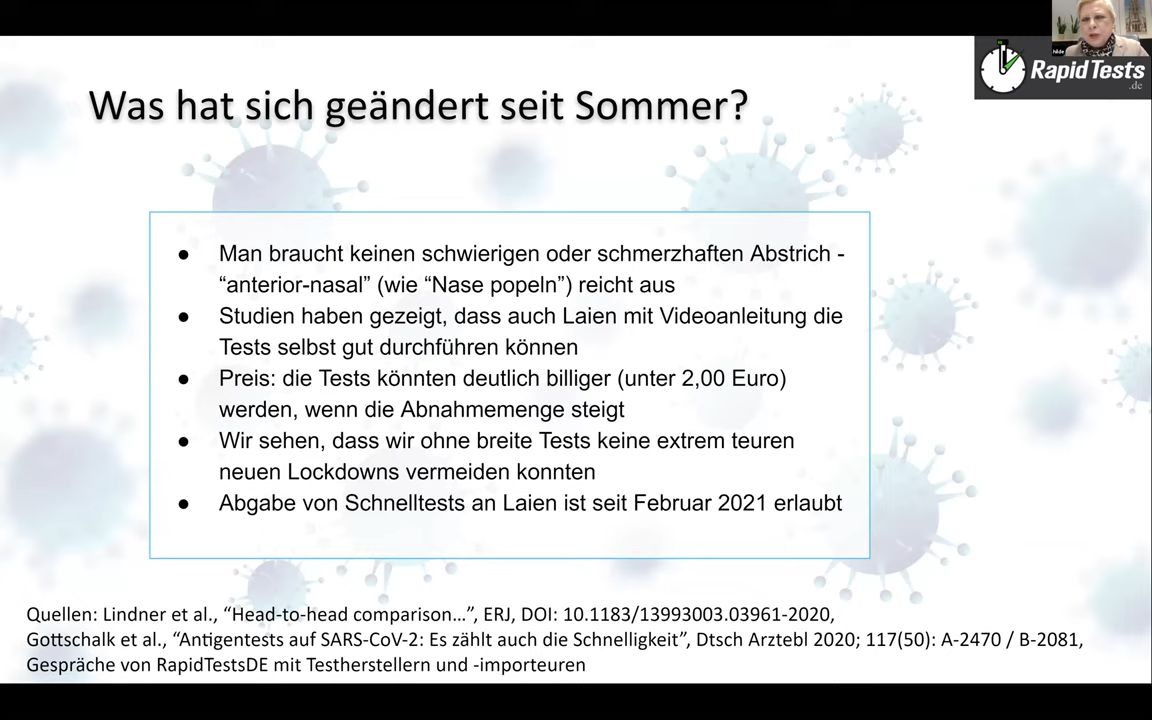 hilde
RapidTests
.de
Was hat sich geändert seit Sommer?
● Man braucht keinen schwierigen oder schmerzhaften Abstrich -
“anterior-nasal” (wie “Nase popeln”) reicht aus
● Studien haben gezeigt, dass auch Laien mit Videoanleitung die
Tests selbst gut durchführen können
● Preis: die Tests könnten deutlich billiger (unter 2,00 Euro)
werden, wenn die Abnahmemenge steigt
● Wir sehen, dass wir ohne breite Tests keine extrem teuren
neuen Lockdowns vermeiden konnten
● Abgabe von Schnelltests an Laien ist seit Februar 2021 erlaubt
Quellen: Lindner et al., “Head-to-head comparison…”, ERJ, DOI: 10.1183/13993003.03961-2020,
Gottschalk et al., “Antigentests auf SARS-CoV-2: Es zählt auch die Schnelligkeit”, Dtsch Arztebl 2020; 117(50): A-2470 / B-2081,
Gespräche von RapidTestsDE mit Testherstellern und -importeuren